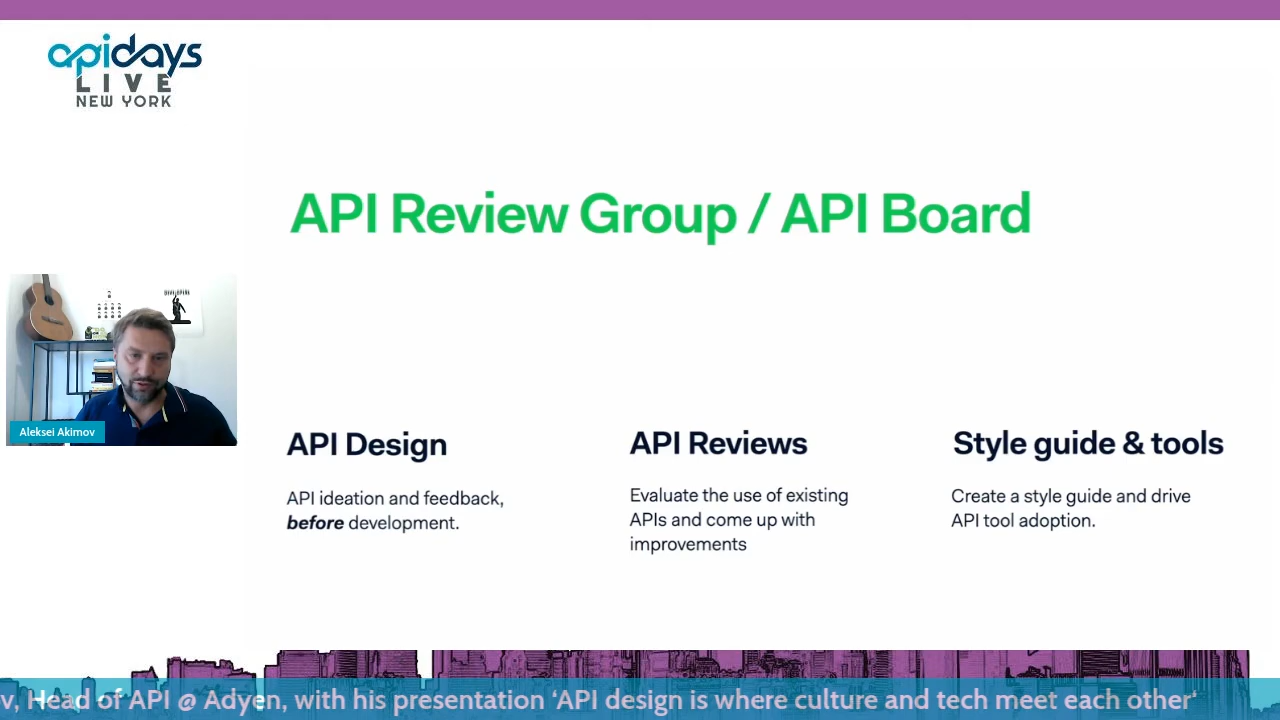 apidays
LIVE
NEW YORK
API Review Group / API Board
DEVELOPERS
Aleksei Akimov
API Design
API ideation and feedback,
before development.
API Reviews
Evaluate the use of existing
APIs and come up with
improvements
Style guide & tools
Create a style guide and drive
API tool adoption.
v, Head of API @ Adyen, with his presentation ‘API design is where culture and tech meet each other‘